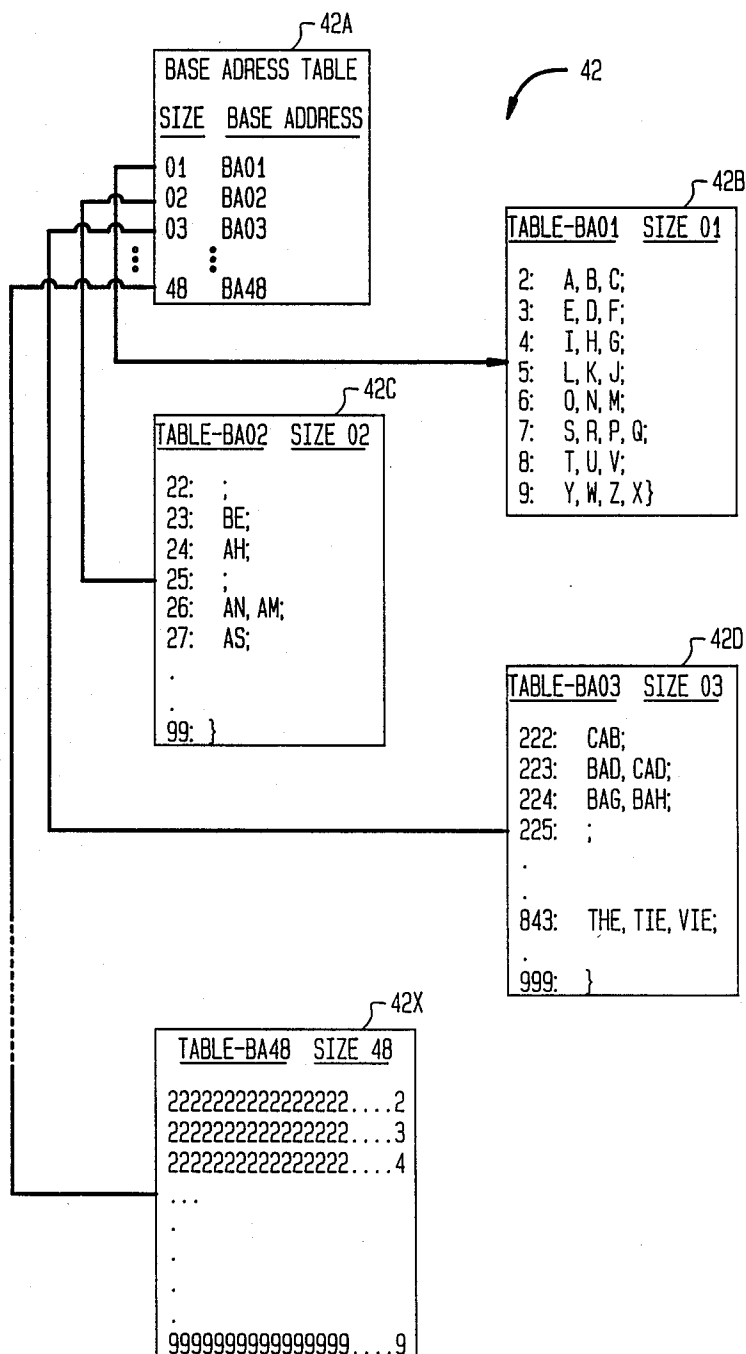 42A
BASE ADRESS TABLE
SIZE BASE ADDRESS
01 BA01
02 BA02
03 BA03
48 BA48
42
42B
TABLE-BA01 SIZE 01
2: A, B, C;
3: E, D, F;
4: I, H, G;
5: L, K, J;
6: O, N, M;
7: S, R, P, Q;
8: T, U, V;
9: Y, W, Z, X}
42C
TABLE-BA02 SIZE 02
22: ;
23: BE;
24: AH;
25: ;
26: AN, AM;
27: AS;
.
.
99: }
42D
TABLE-BA03 SIZE 03
222: CAB;
223: BAD, CAD;
224: BAG, BAH;
225: ;
.
.
843: THE, TIE, VIE;
.
999: }
42X
TABLE-BA48 SIZE 48
2222222222222222....2
2222222222222222....3
2222222222222222....4
...
.
.
.
.
9999999999999999....9